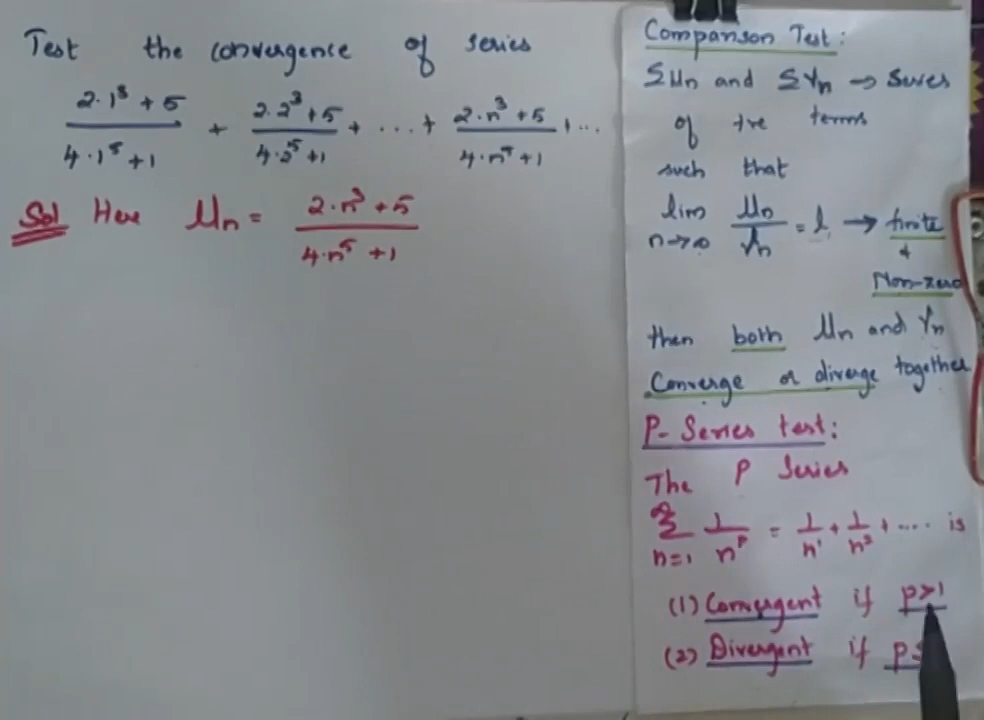 Test the convergence of series
2·1³ + 5 / 4·1⁵ + 1 + 2·2³ + 5 / 4·2⁵ + 1 + ... + 2·n³ + 5 / 4·n⁵ + 1 + ...
Sol Here Un = 2·n³ + 5 / 4·n⁵ + 1
Comparison Test:
ΣUn and ΣVn → Series
of +ve terms
such that
lim n→∞ Un / Vn = l → finite
&
Non-zero
then both Un and Vn
Converge or diverge together
P- Series test:
The P Series
∞ Σ n=1 1/nᵖ = 1/n¹ + 1/n² + .... is
(1) Convergent if p>1
(2) Divergent if p≤